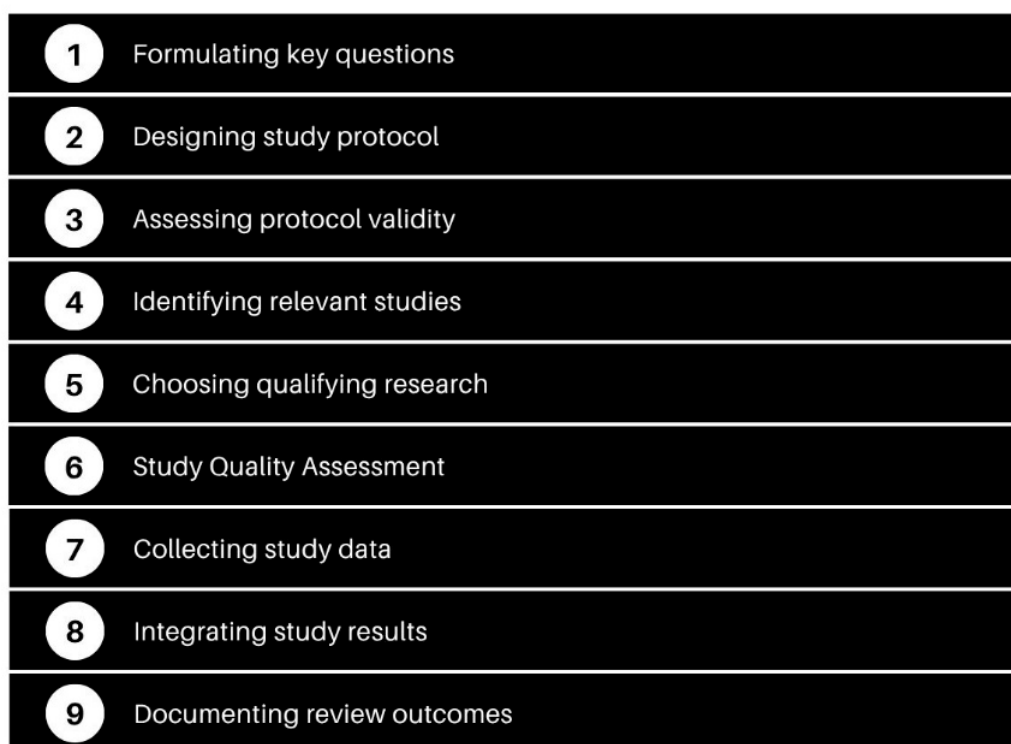 1 Formulating key questions
2 Designing study protocol
3 Assessing protocol validity
4 Identifying relevant studies
5 Choosing qualifying research
6 Study Quality Assessment
7 Collecting study data
8 Integrating study results
9 Documenting review outcomes